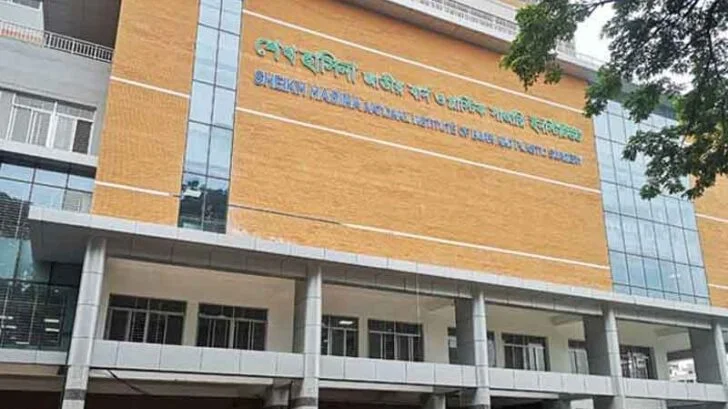 শেখ হাসিনা জাতীয় বার্ন ও প্লাস্টিক সার্জারি ইনস্টিটিউট
SHEIKH HASINA NATIONAL INSTITUTE OF BURN AND PLASTIC SURGERY